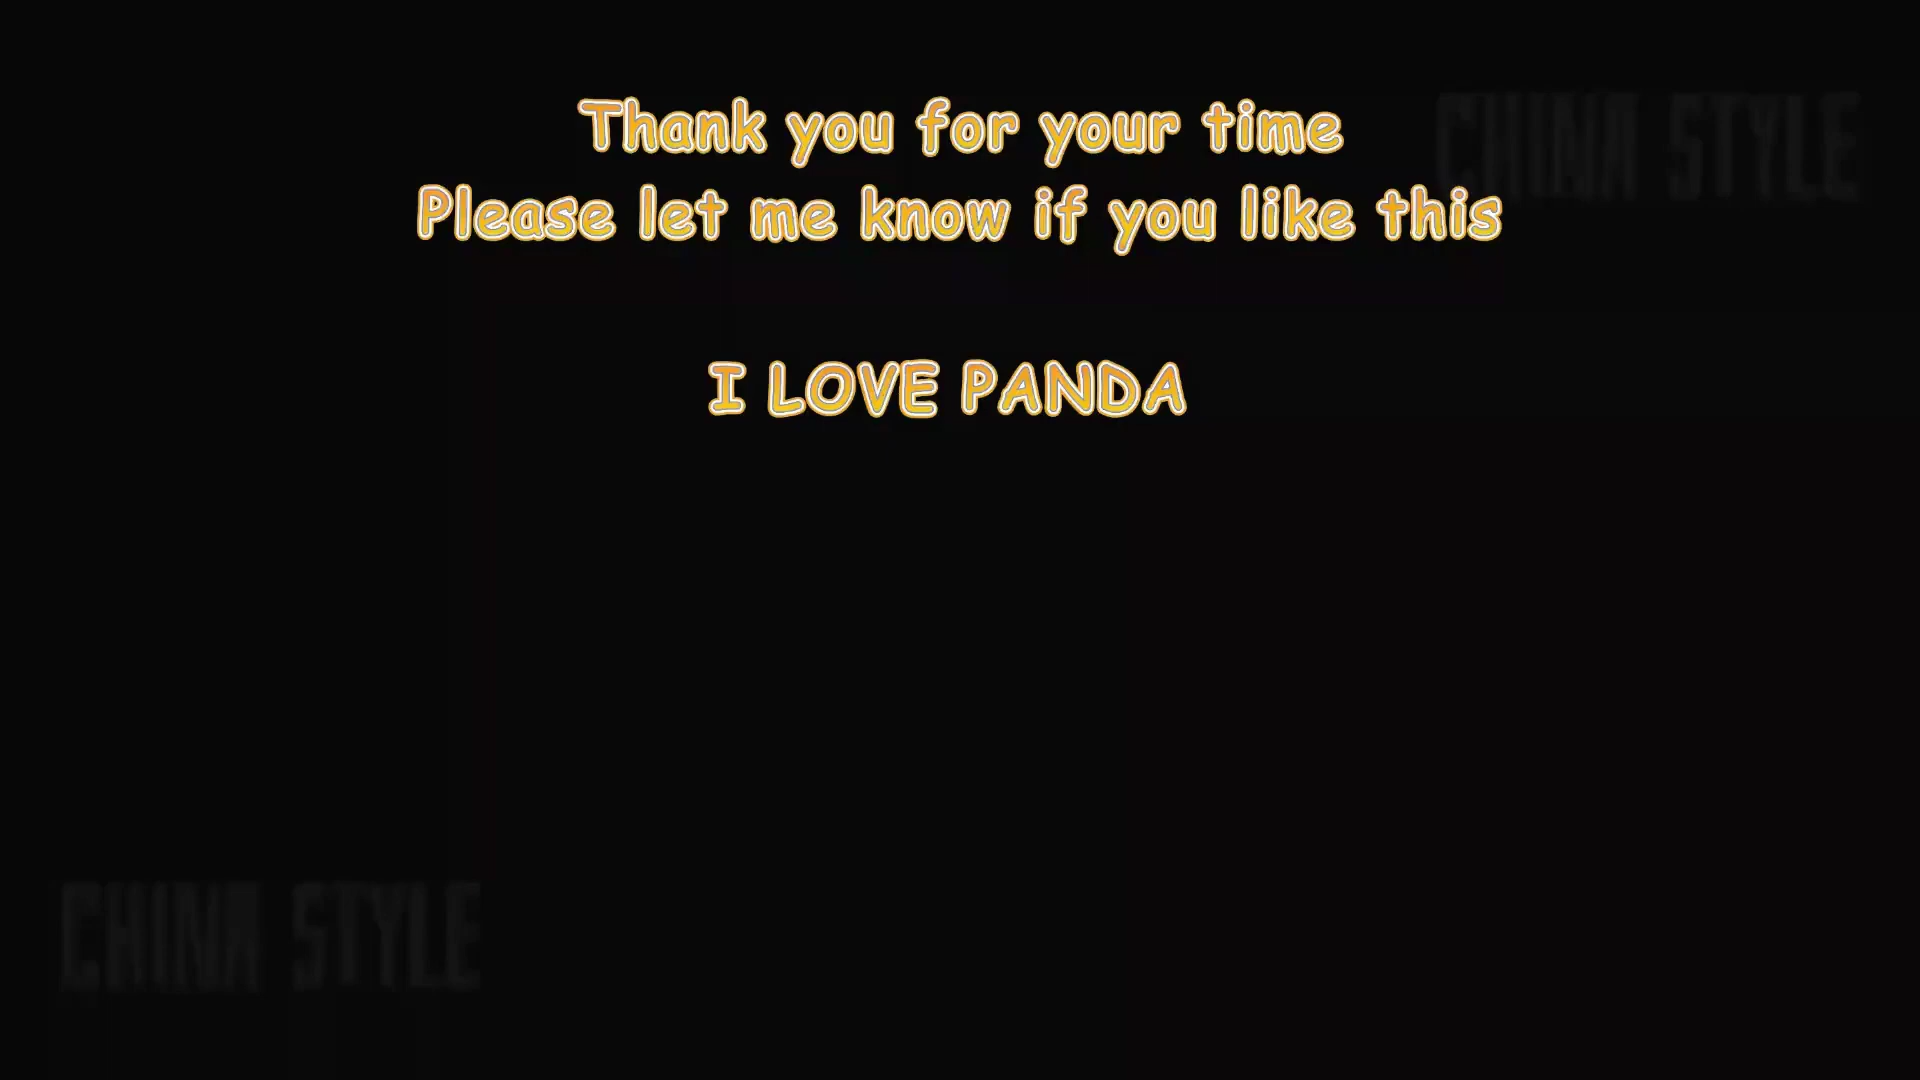 Thank you for your time
CHINA STYLE
Please let me know if you like this
I LOVE PANDA
CHINA STYLE